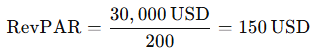 RevPAR = 30,000 USD / 200 = 150 USD